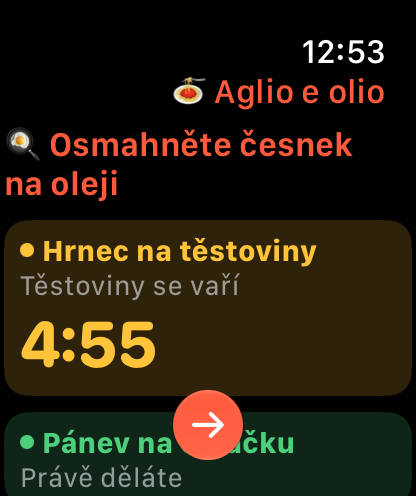 12:53
Aglio e olio
Osmahněte česnek
na oleji
Hrnec na těstoviny
Těstoviny se vaří
4:55
Pánev na
Právě děláte